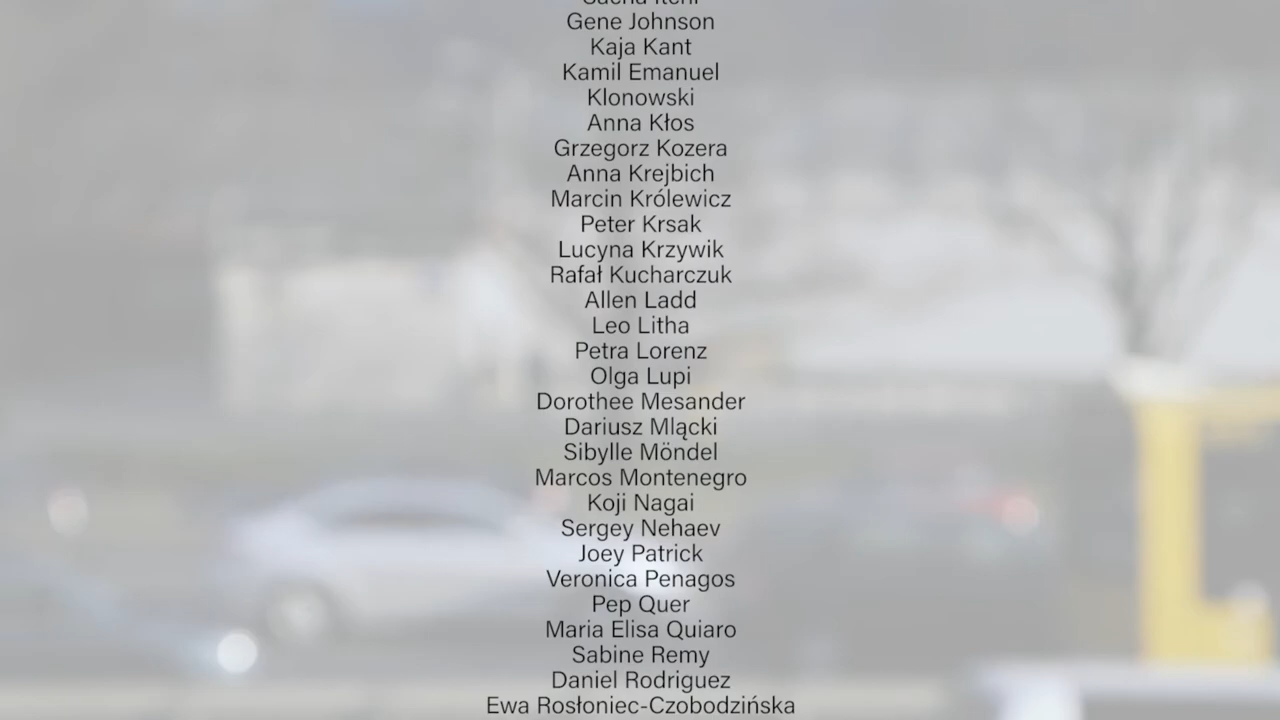 Gene Johnson
Kaja Kant
Kamil Emanuel
Klonowski
Anna Kłos
Grzegorz Kozera
Anna Krejbich
Marcin Królewicz
Peter Krsak
Lucyna Krzywik
Rafał Kucharczuk
Allen Ladd
Leo Litha
Petra Lorenz
Olga Lupi
Dorothee Mesander
Dariusz Mlącki
Sibylle Möndel
Marcos Montenegro
Koji Nagai
Sergey Nehaev
Joey Patrick
Veronica Penagos
Pep Quer
Maria Elisa Quiaro
Sabine Remy
Daniel Rodriguez
Ewa Rosłoniec-Czobodzińska